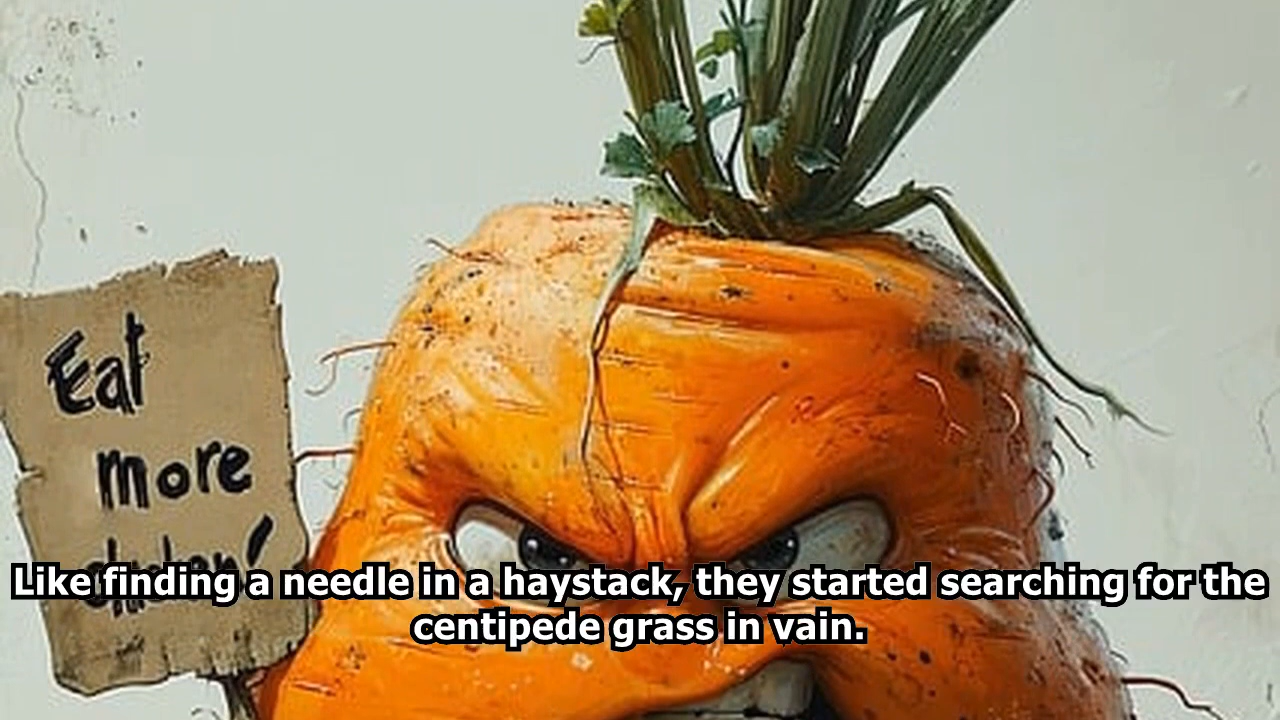 Eat
more
Like finding a needle in a haystack, they started searching for the
centipede grass in vain.